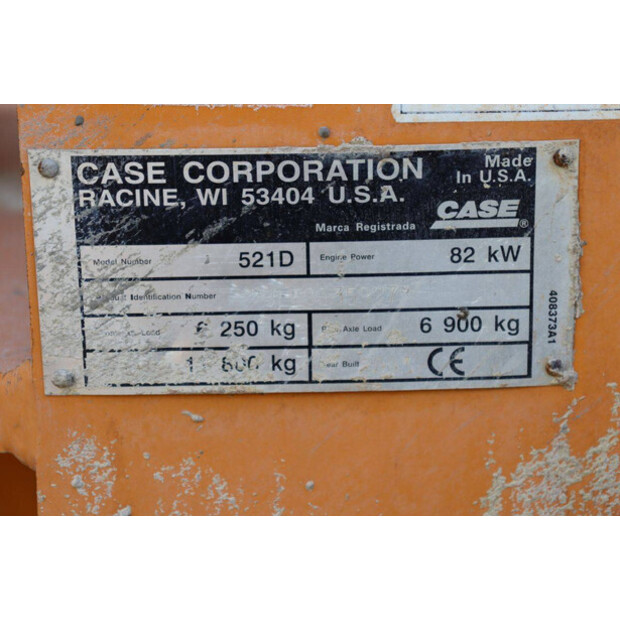 CASE CORPORATION
RACINE, WI 53404 U.S.A.
Made
In U.S.A.
CASE ®
Marca Registrada
Model Number 521D
Engine Power 82 kW
Identification Number
6 250 kg
Axle Load 6 900 kg
kg
Year Built CE
408373A1